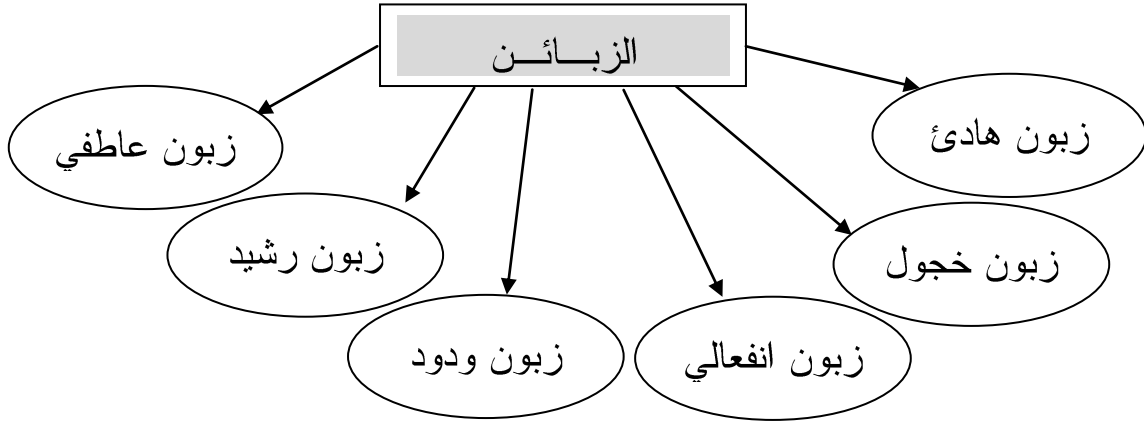 الزبـــائـــن
زبون هادئ
زبون عاطفي
زبون خجول
زبون رشيد
زبون انفعالي
زبون ودود